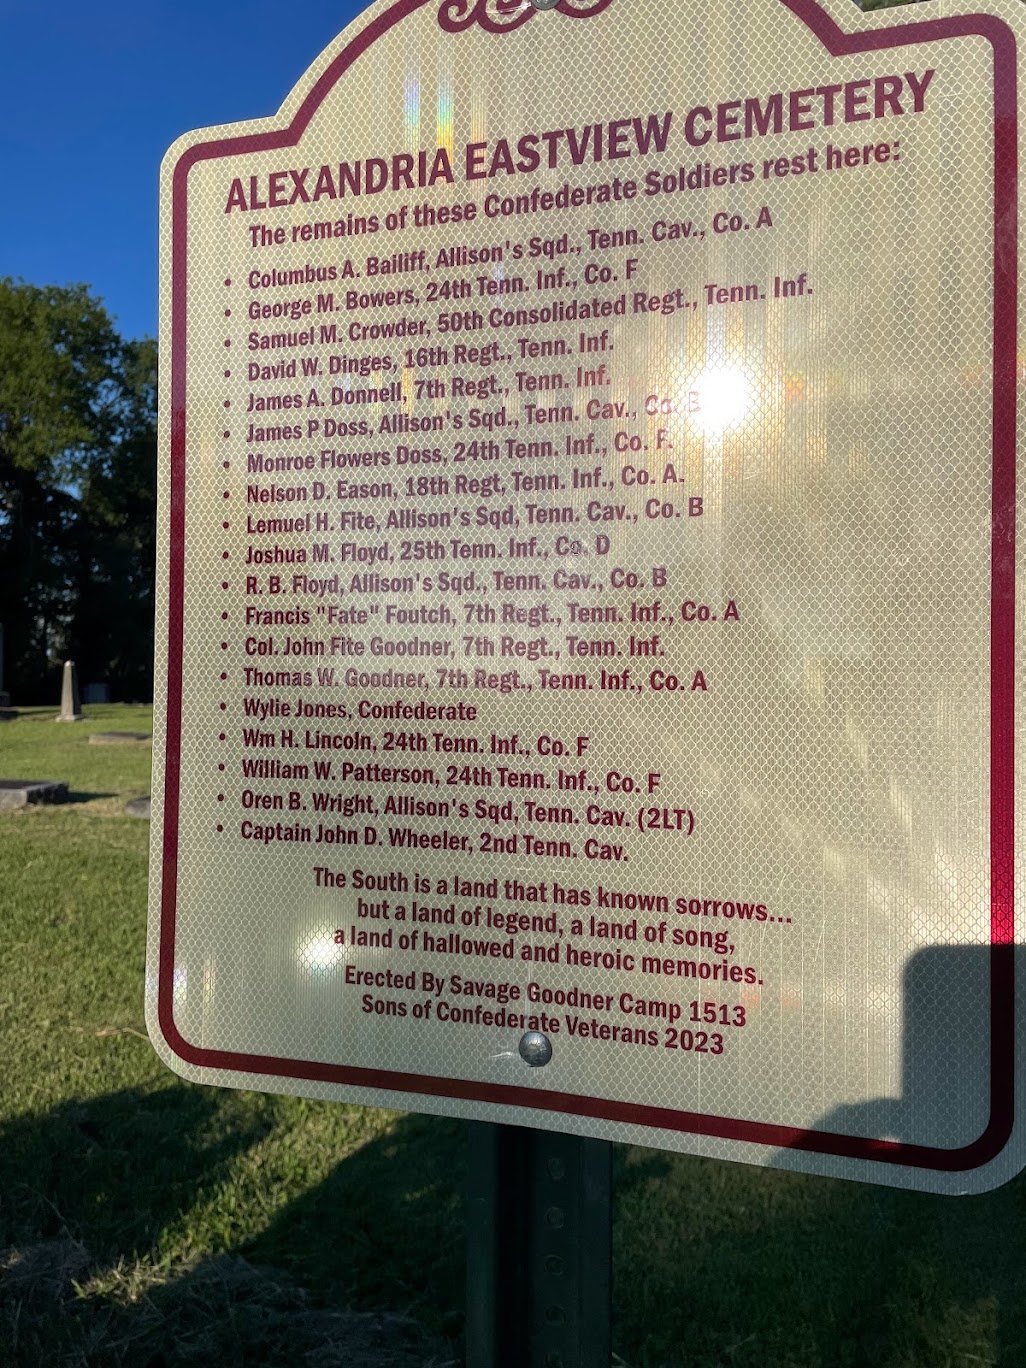 ALEXANDRIA EASTVIEW CEMETERY
The remains of these Confederate Soldiers rest here:
• Columbus A. Bailiff, Allison's Sqd., Tenn. Cav., Co. A
• George M. Bowers, 24th Tenn. Inf., Co. F
• Samuel M. Crowder, 50th Consolidated Regt., Tenn. Inf.
• David W. Dinges, 16th Regt., Tenn. Inf.
• James A. Donnell, 7th Regt., Tenn. Inf.
• James P Doss, Allison's Sqd., Tenn. Cav., Co. B
• Monroe Flowers Doss, 24th Tenn. Inf., Co. F.
• Nelson D. Eason, 18th Regt, Tenn. Inf., Co. A.
• Lemuel H. Fite, Allison's Sqd, Tenn. Cav., Co. B
• Joshua M. Floyd, 25th Tenn. Inf., Co. D
• R. B. Floyd, Allison's Sqd., Tenn. Cav., Co. B
• Francis "Fate" Foutch, 7th Regt., Tenn. Inf., Co. A
• Col. John Fite Goodner, 7th Regt., Tenn. Inf.
• Thomas W. Goodner, 7th Regt., Tenn. Inf., Co. A
• Wylie Jones, Confederate
• Wm H. Lincoln, 24th Tenn. Inf., Co. F
• William W. Patterson, 24th Tenn. Inf., Co. F
• Oren B. Wright, Allison's Sqd, Tenn. Cav. (2LT)
• Captain John D. Wheeler, 2nd Tenn. Cav.
The South is a land that has known sorrows...
but a land of legend, a land of song,
a land of hallowed and heroic memories.
Erected By Savage Goodner Camp 1513
Sons of Confederate Veterans 2023